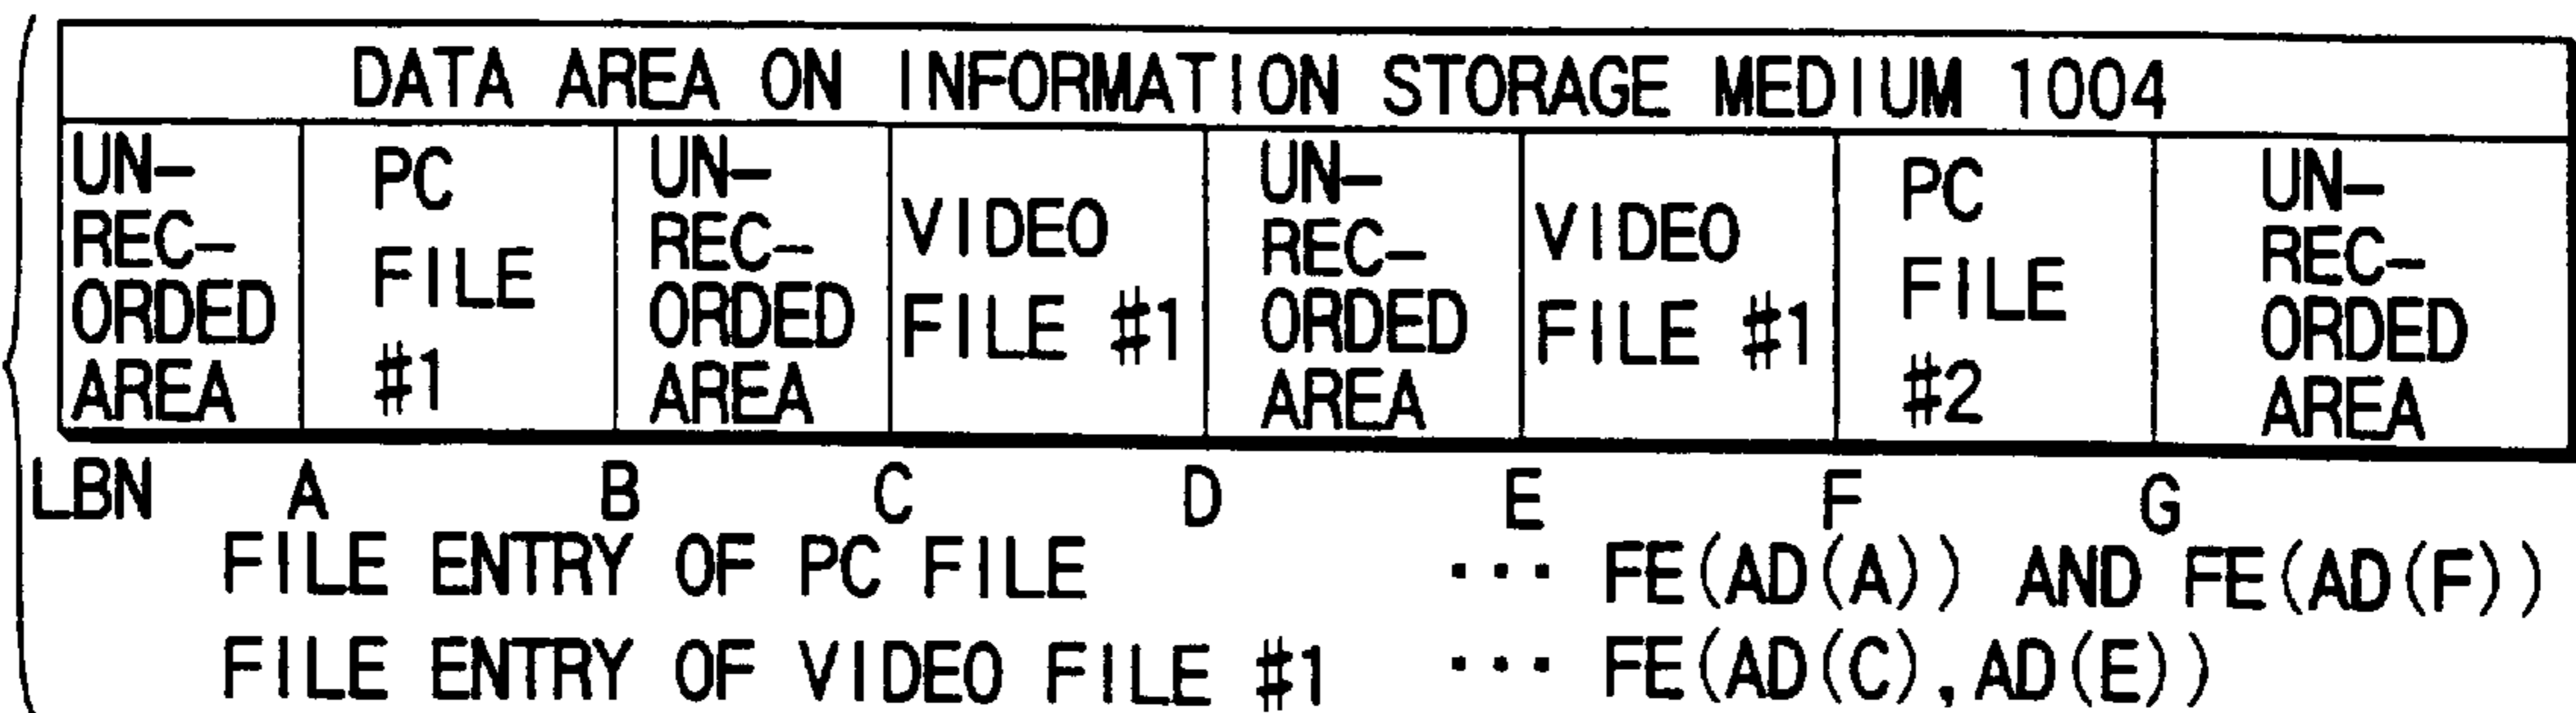 DATA AREA ON INFORMATION STORAGE MEDIUM 1004
UN-
REC-
ORDED
AREA
PC
FILE
#1
UN-
REC-
ORDED
AREA
VIDEO
FILE #1
UN-
REC-
ORDED
AREA
VIDEO
FILE #1
PC
FILE
#2
UN-
REC-
ORDED
AREA
LBN A B C D E F G
FILE ENTRY OF PC FILE ··· FE(AD(A)) AND FE(AD(F))
FILE ENTRY OF VIDEO FILE #1 ··· FE(AD(C),AD(E))